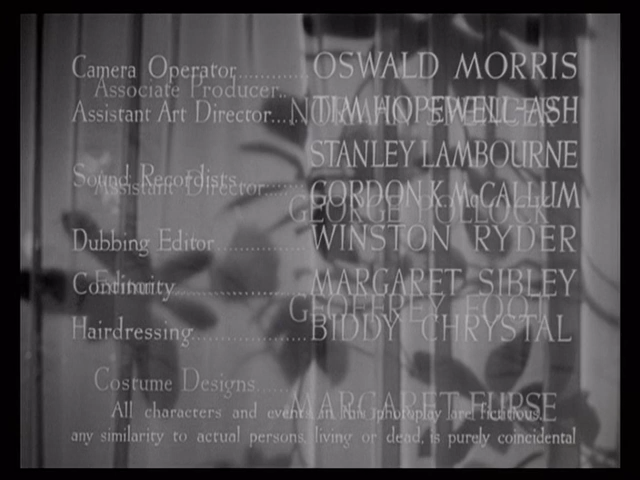 Camera Operator............. OSWALD MORRIS
Associate Producer.. NORMAN SPENCER
Assistant Art Director..... TIM HOPEWELL-ASH
STANLEY LAMBOURNE
Sound Recordists............ GORDON K McCALLUM
Assistant Director..... GEORGE POLLOCK
Dubbing Editor................ WINSTON RYDER
Continuity...................... MARGARET SIBLEY
Editor GEOFFREY FOOT
Hairdressing.................... BIDDY CHRYSTAL
Costume Designs...... MARGARET FURSE
All characters and events in this photoplay are fictitious,
any similarity to actual persons, living or dead, is purely coincidental